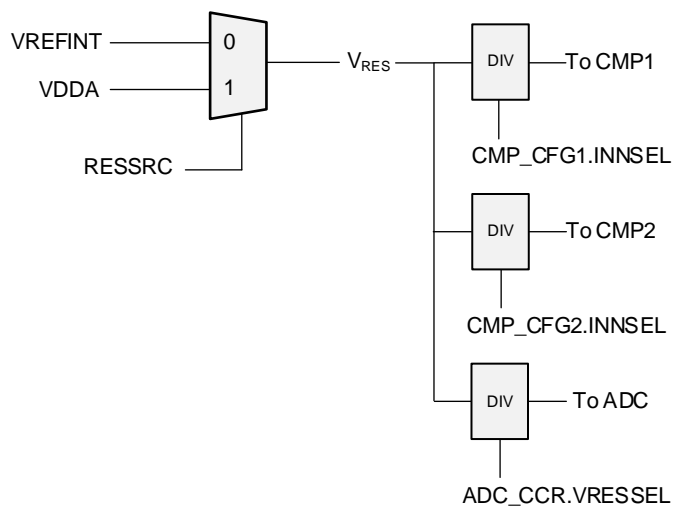 VREFINT
0
VDDA
1
RESSRC
VRES
DIV
To CMP1
CMP_CFG1.INNSEL
DIV
To CMP2
CMP_CFG2.INNSEL
DIV
To ADC
ADC_CCR.VRESSEL